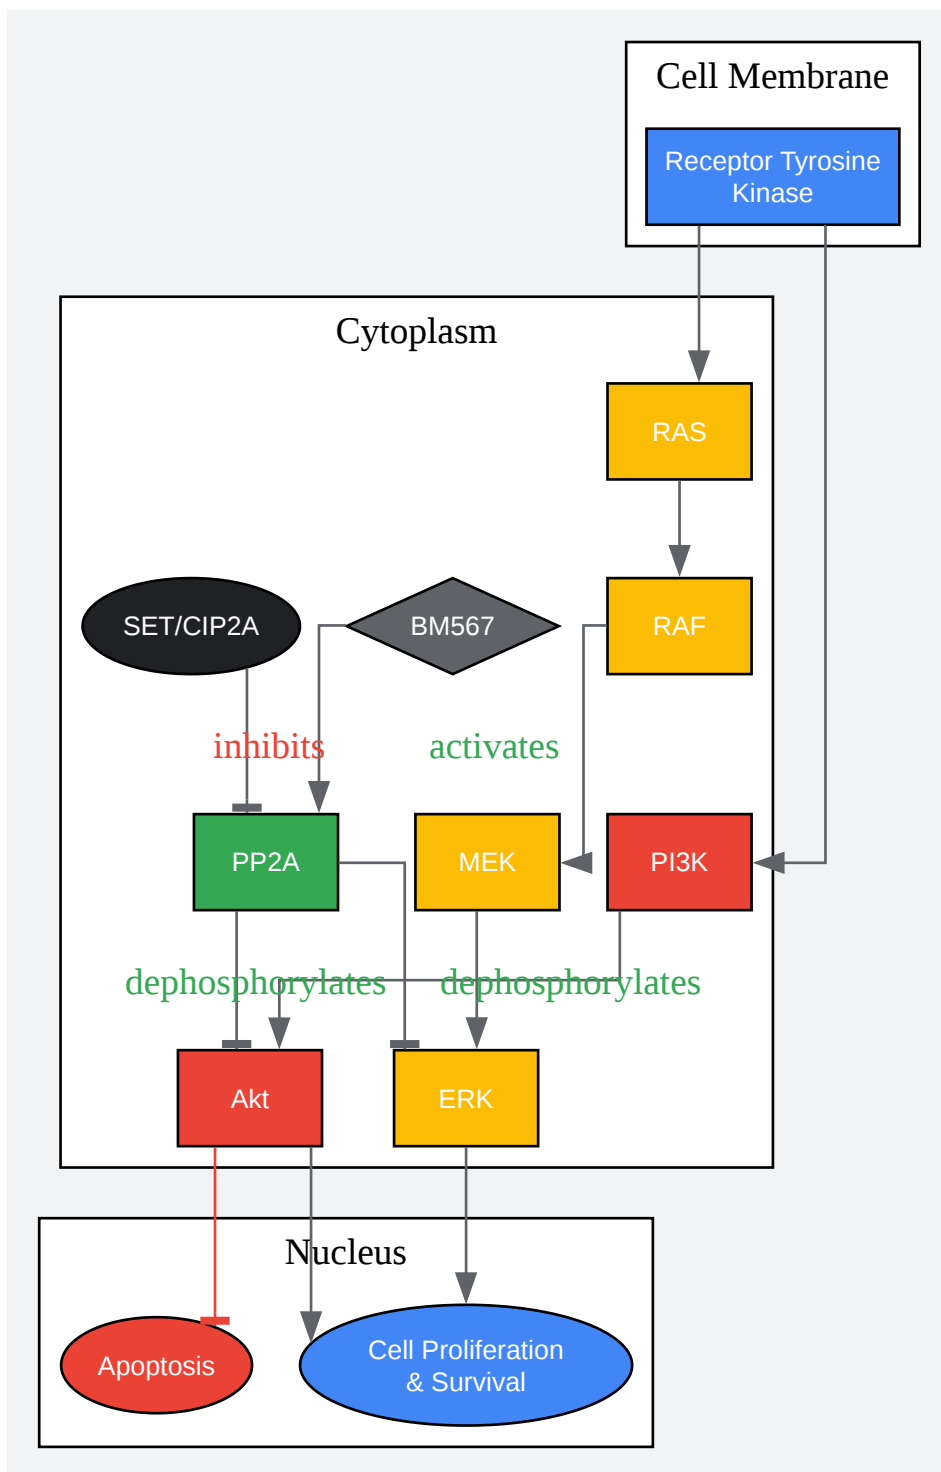 Cell Membrane
Receptor Tyrosine
Kinase
Cytoplasm
RAS
SET/CIP2A
BM567
RAF
inhibits
activates
PP2A
MEK
PI3K
dephosphorylates
dephosphorylates
Akt
ERK
Nucleus
Apoptosis
Cell Proliferation
& Survival